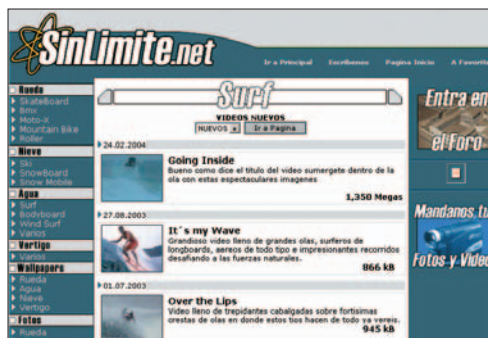 SinLimite.net
Ir a Principal
Escribenos
Pagina Inicio
A Favorit
Rueda
SkateBoard
Bmx
Moto-X
Mountain Bike
Roller
Nieve
Ski
SnowBoard
Snow Mobile
Agua
Surf
Bodyboard
Wind Surf
Varios
Vertigo
Varios
Wallpapers
Rueda
Agua
Nieve
Vertigo
Fotos
Rueda
Surf
VIDEOS NUEVOS
NUEVOS
Ir a Pagina
24.02.2004
Going Inside
Bueno como dice el titulo del video sumergete dentro de la
ola con estas espectaculares imagenes
1,350 Megas
27.08.2003
It´s my Wave
Grandioso video lleno de grandes olas, surferos de
longboards, aereos de todo tipo e impresionantes recorridos
desafiando a las fuerzas naturales.
866 kB
01.07.2003
Over the Lips
Video lleno de trepidantes cabalgadas sobre fortisimas
crestas de olas en donde estos tios hacen de todo ya vereis.
945 kB
Entra en
el Foro
Mandanos tu
Fotos y Video